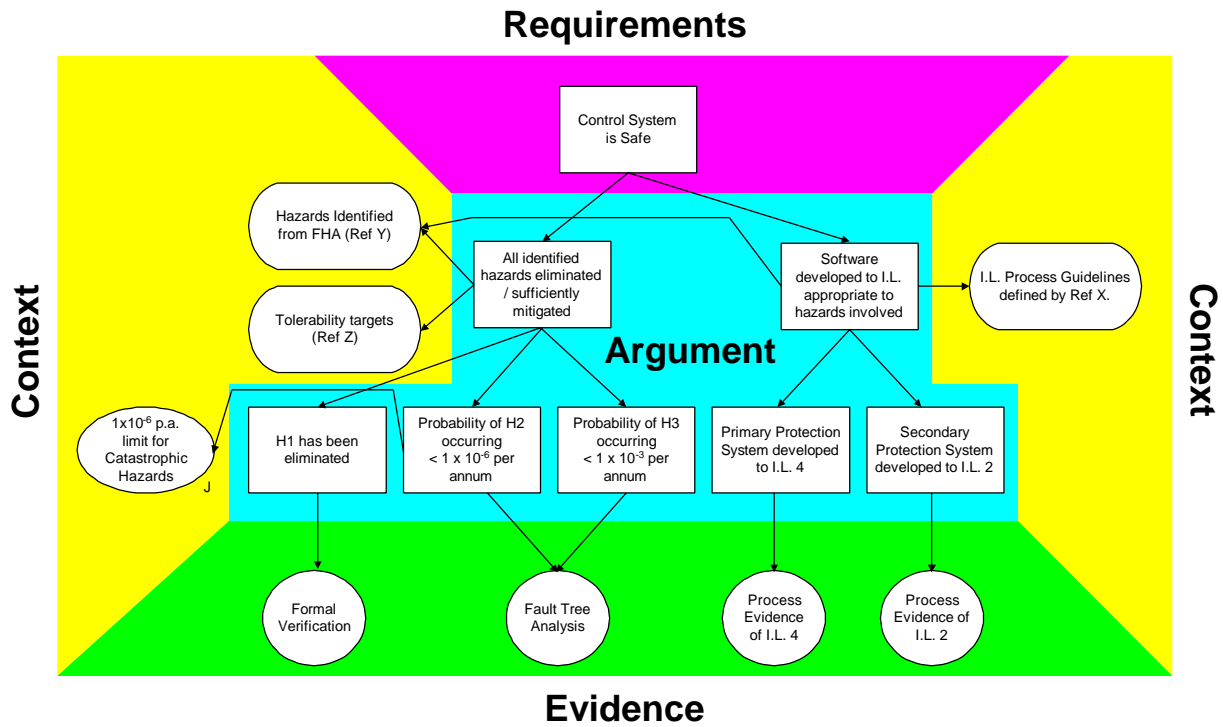 Requirements
Control System
is Safe
Hazards Identified
from FHA (Ref Y)
All identified
hazards eliminated
/ sufficiently
mitigated
Software
developed to I.L.
appropriate to
hazards involved
I.L. Process Guidelines
defined by Ref X.
Tolerability targets
(Ref Z)
Argument
Context
Context
1x10⁻⁶ p.a.
limit for
Catastrophic
Hazards
J
H1 has been
eliminated
Probability of H2
occurring
< 1 x 10⁻⁶ per
annum
Probability of H3
occurring
< 1 x 10⁻³ per
annum
Primary Protection
System developed
to I.L. 4
Secondary
Protection System
developed to I.L. 2
Formal
Verification
Fault Tree
Analysis
Process
Evidence
of I.L. 4
Process
Evidence of
I.L. 2
Evidence